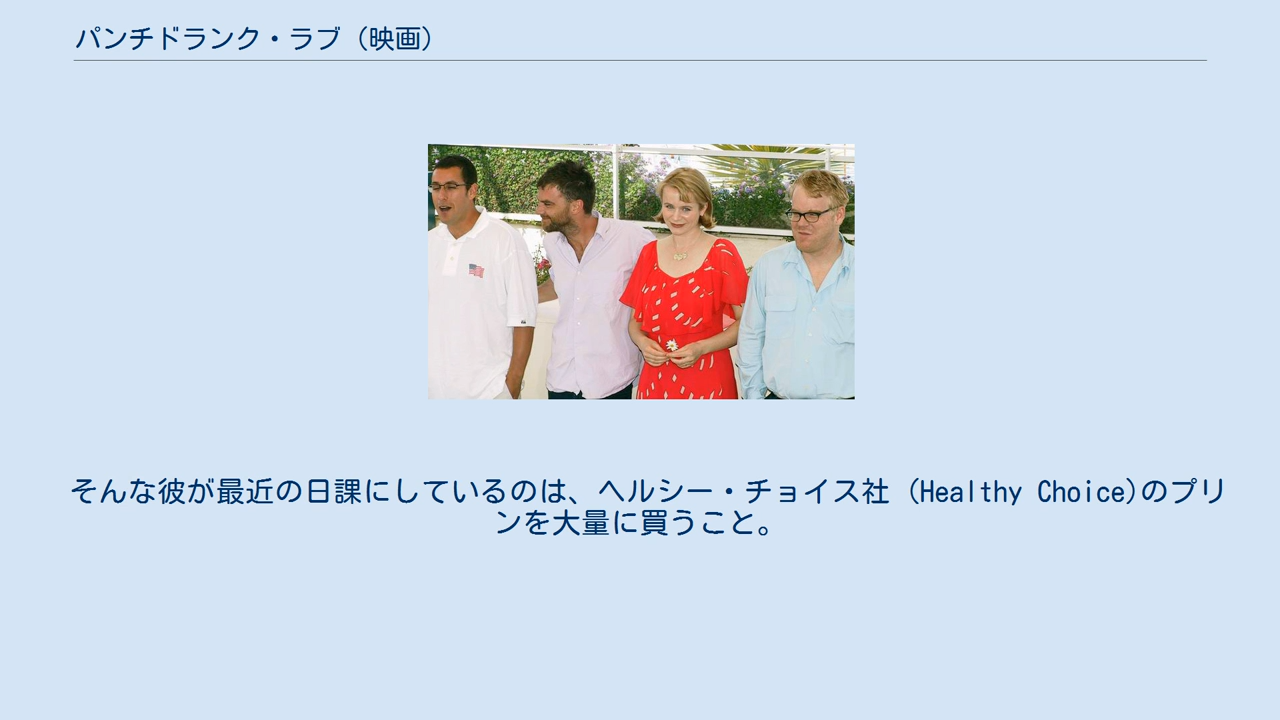 パンチドランク・ラブ（映画）
そんな彼が最近の日課にしているのは、ヘルシー・チョイス社 (Healthy Choice)のプリ
ンを大量に買うこと。